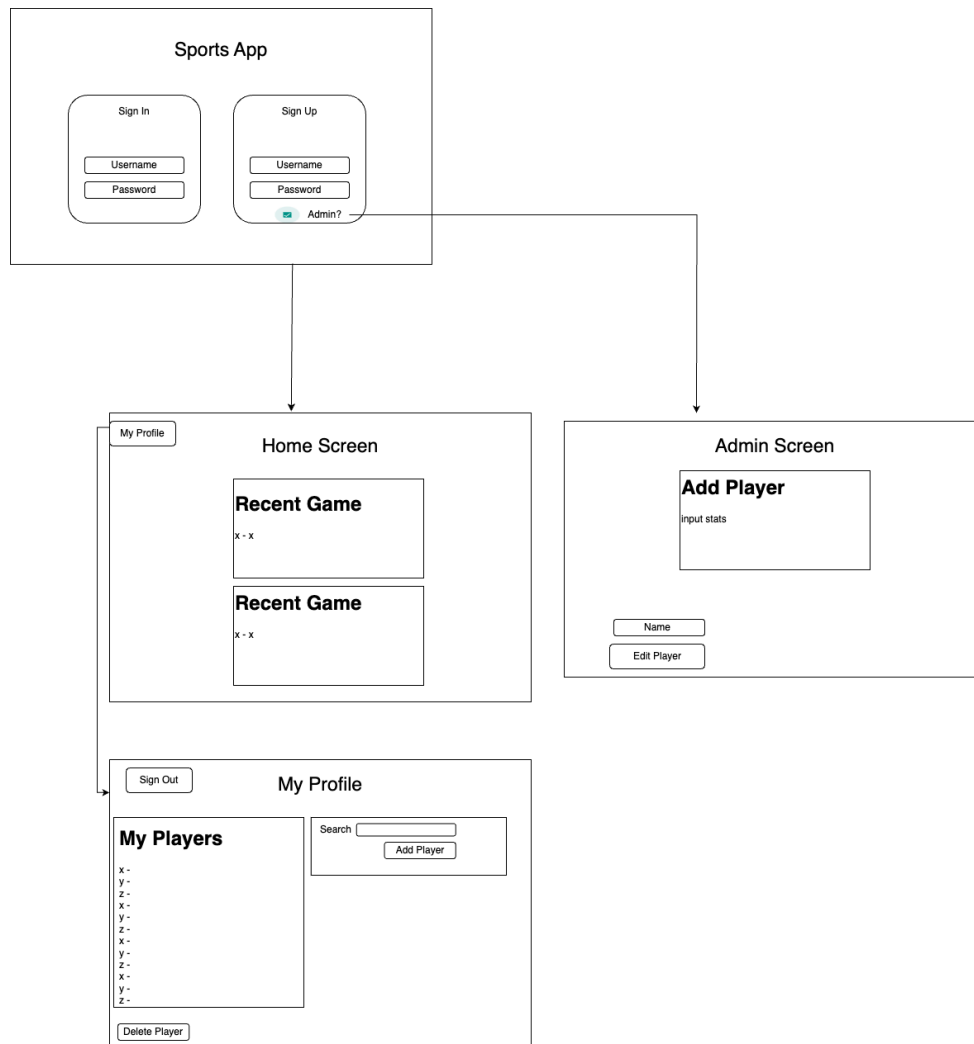 Sports App
Sign In
Username
Password
Sign Up
Username
Password
Admin?
My Profile
Home Screen
Recent Game
x - x
Recent Game
x - x
Admin Screen
Add Player
input stats
Name
Edit Player
Sign Out
My Profile
My Players
x -
y -
z -
x -
y -
z -
x -
y -
z -
x -
y -
z -
Search
Add Player
Delete Player